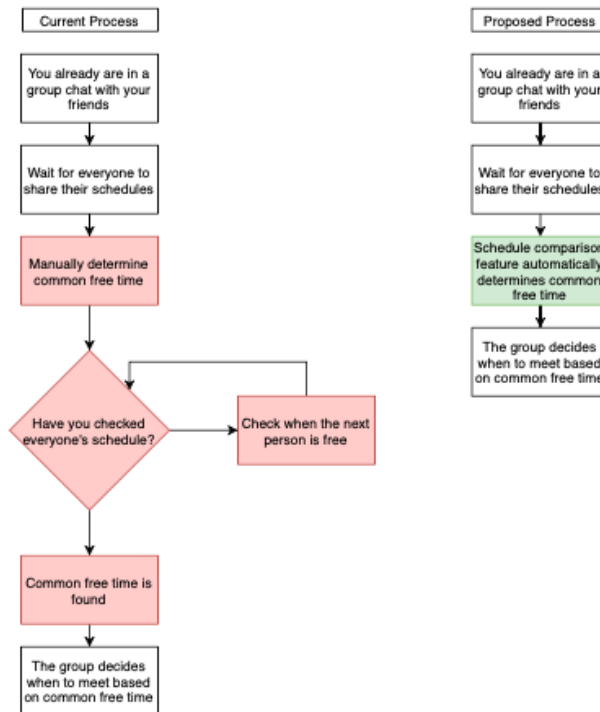 Current Process
You already are in a
group chat with your
friends
Wait for everyone to
share their schedules
Manually determine
common free time
Have you checked
everyone's schedule?
Check when the next
person is free
Common free time is
found
The group decides
when to meet based
on common free time
Proposed Process
You already are in a
group chat with your
friends
Wait for everyone to
share their schedules
Schedule comparison
feature automatically
determines common
free time
The group decides
when to meet based
on common free time